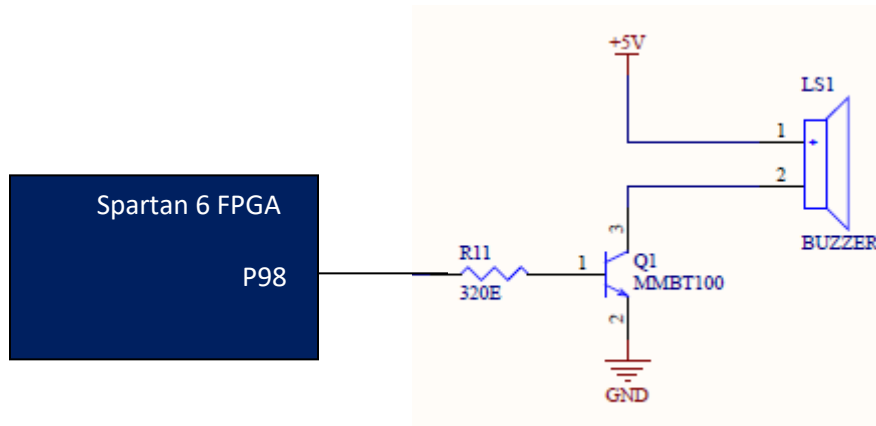 +5V
LS1
1
2
BUZZER
Spartan 6 FPGA
P98
R11
320E
1
3
Q1
MMBT100
2
GND